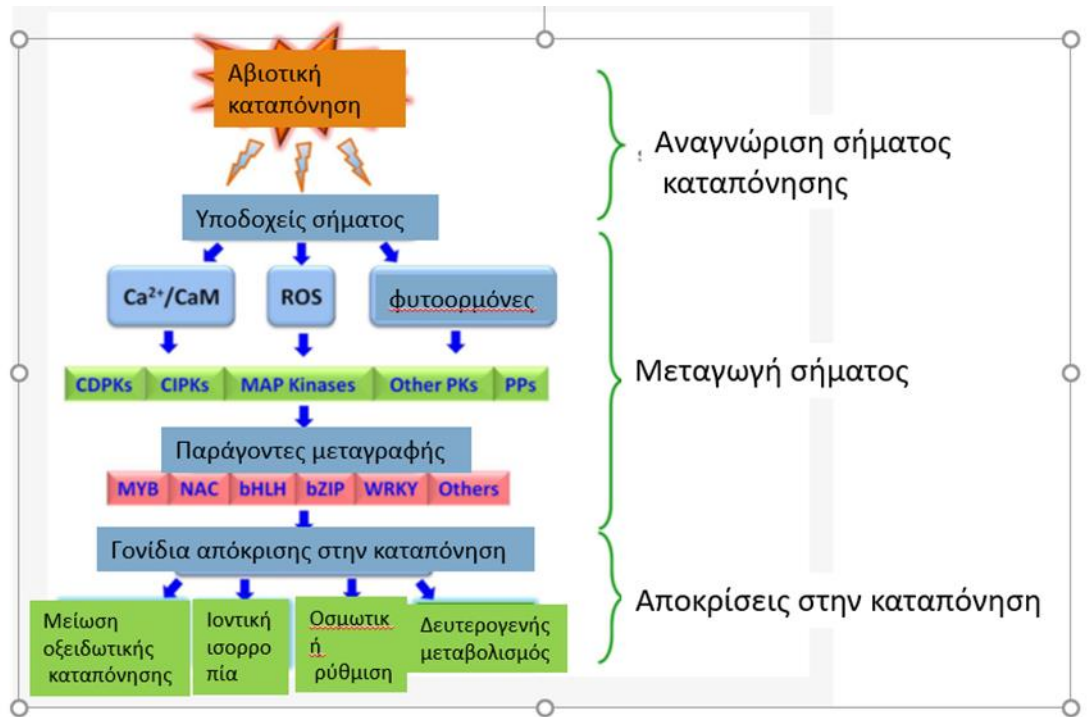 Αβιοτική
καταπόνηση
Αναγνώριση σήματος
καταπόνησης
Υποδοχείς σήματος
Ca²⁺/CaM
ROS
φυτοορμόνες
CDPKs CIPKs MAP Kinases Other PKs PPs
Μεταγωγή σήματος
Παράγοντες μεταγραφής
MYB NAC bHLH bZIP WRKY Others
Γονίδια απόκρισης στην καταπόνηση
Αποκρίσεις στην καταπόνηση
Μείωση
οξειδωτικής
καταπόνησης
Ιοντική
ισορρο
πία
Οσμωτικ
ή
ρύθμιση
Δευτερογενής
μεταβολισμός